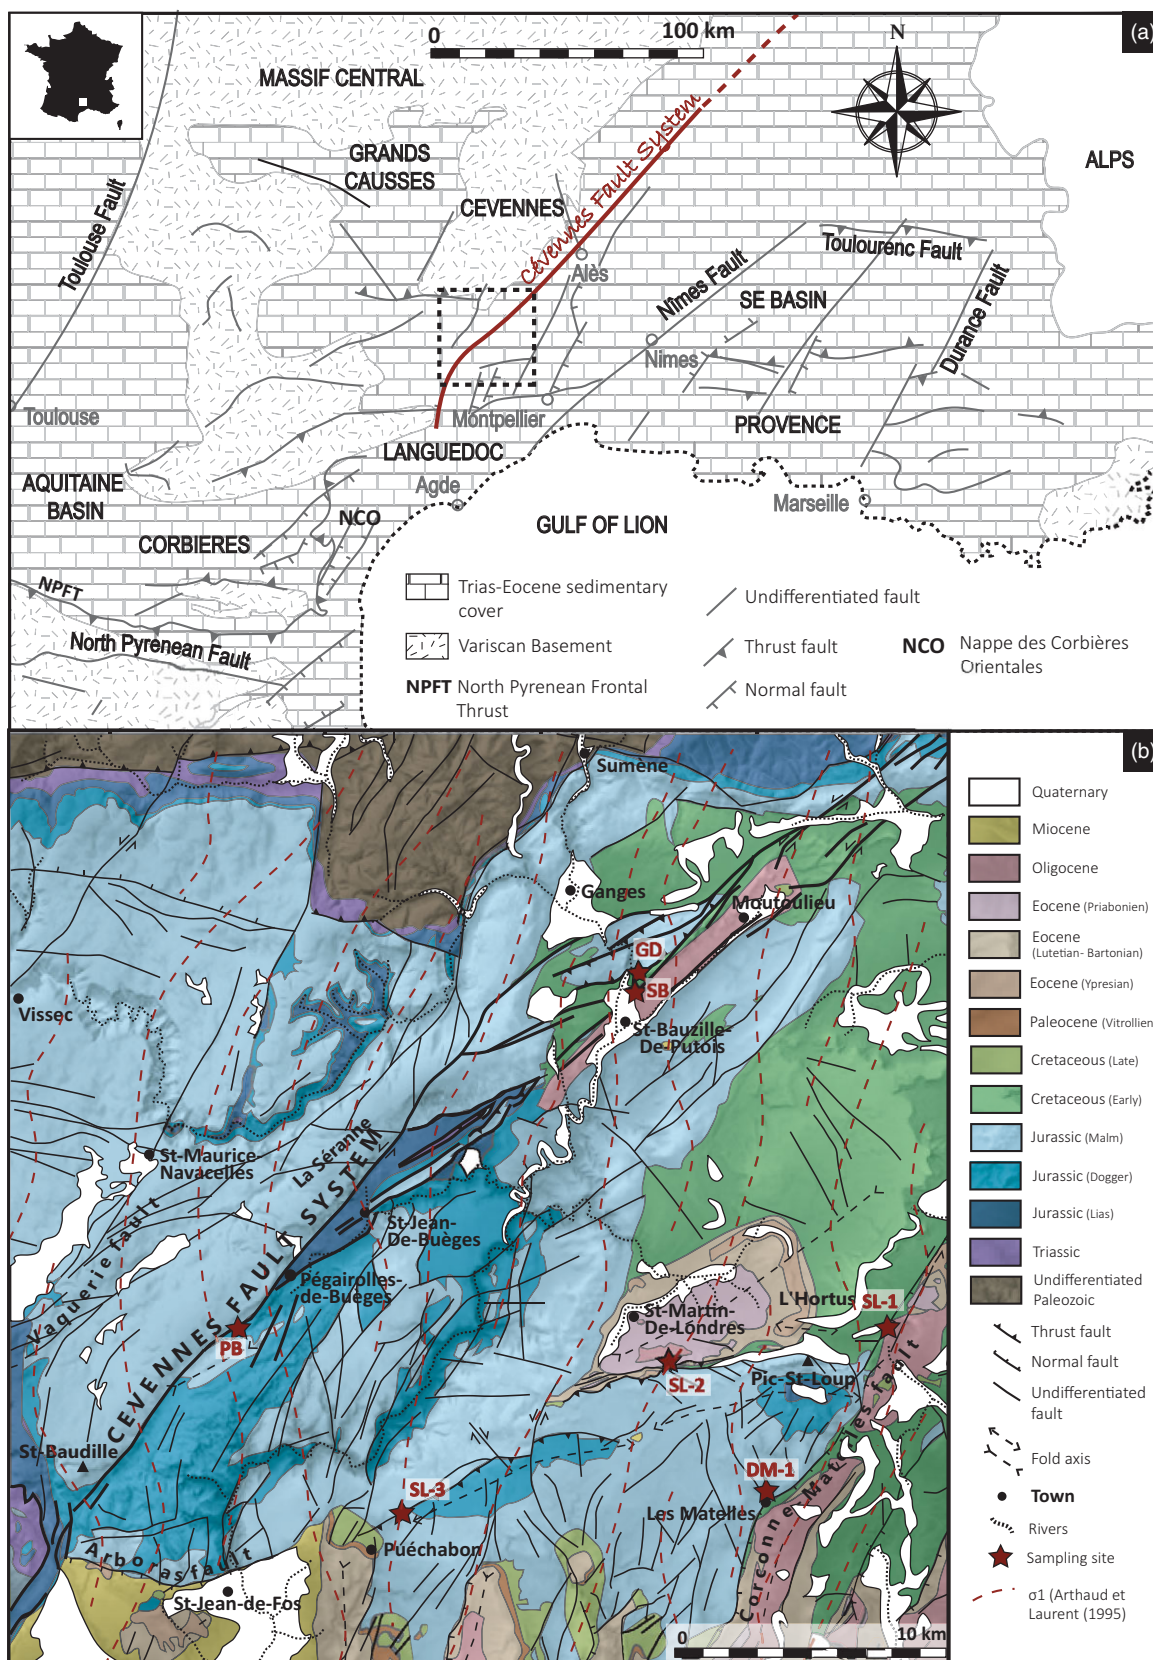 (a)
0
100 km
N
MASSIF CENTRAL
GRANDS
CAUSSES
CEVENNES
ALPS
Toulouse Fault
Cévennes Fault System
Alès
Nîmes Fault
Toulourenc Fault
SE BASIN
Durance Fault
Nimes
Toulouse
Montpellier
PROVENCE
LANGUEDOC
AQUITAINE
BASIN
Agde
Marseille
NCO
GULF OF LION
CORBIERES
NPFT
North Pyrenean Fault
Trias-Eocene sedimentary
cover
Variscan Basement
NPFT North Pyrenean Frontal
Thrust
Undifferentiated fault
Thrust fault
Normal fault
NCO Nappe des Corbières
Orientales
(b)
Sumène
Ganges
Moutoulieu
GD
SB
St-Bauzille-
De-Putois
Vissec
St-Maurice-
Navacelles
La Séranne
CEVENNES FAULT SYSTEM
St-Jean-
De-Buèges
Pégairolles-
de-Buèges
Vaquerie fault
PB
L'Hortus
SL-1
St-Martin-
De-Londres
SL-2
Pic-St-Loup
St-Baudille
SL-3
DM-1
Les Matelles
Corconne-Matelles fault
Puéchabon
Arboras fault
St-Jean-de-Fos
0
10 km
Quaternary
Miocene
Oligocene
Eocene (Priabonien)
Eocene
(Lutetian- Bartonian)
Eocene (Ypresian)
Paleocene (Vitrollien)
Cretaceous (Late)
Cretaceous (Early)
Jurassic (Malm)
Jurassic (Dogger)
Jurassic (Lias)
Triassic
Undifferentiated
Paleozoic
Thrust fault
Normal fault
Undifferentiated
fault
Fold axis
Town
Rivers
Sampling site
σ1 (Arthaud et
Laurent (1995)